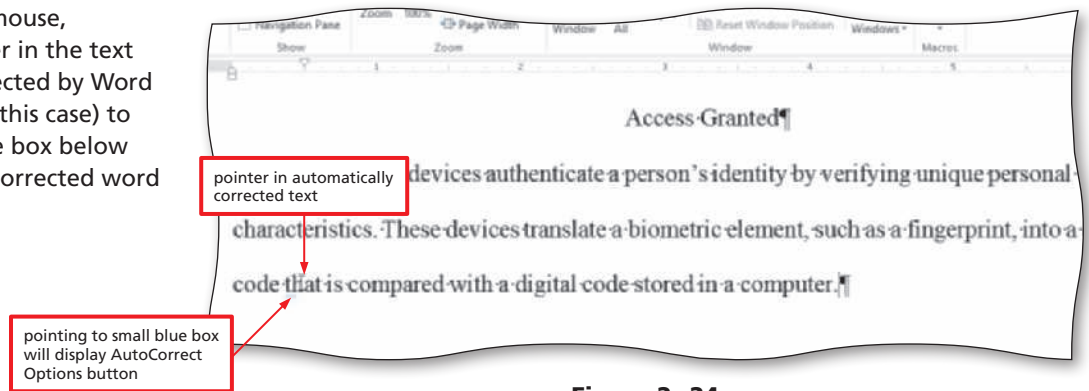 house,
r in the text
ected by Word
this case) to
e box below
corrected word
Navigation Pane
Zoom 100%
Page Width
Window All
Reset Window Position
Windows
Show
Zoom
Window
Macros
1 2 3 4 5
Access·Granted¶
pointer in automatically
corrected text
devices·authenticate·a·person’s·identity·by·verifying·unique·personal·
characteristics.·These·devices·translate·a·biometric·element,·such·as·a·fingerprint,·into·a·
code·that·is·compared·with·a·digital·code·stored·in·a·computer.¶
pointing to small blue box
will display AutoCorrect
Options button